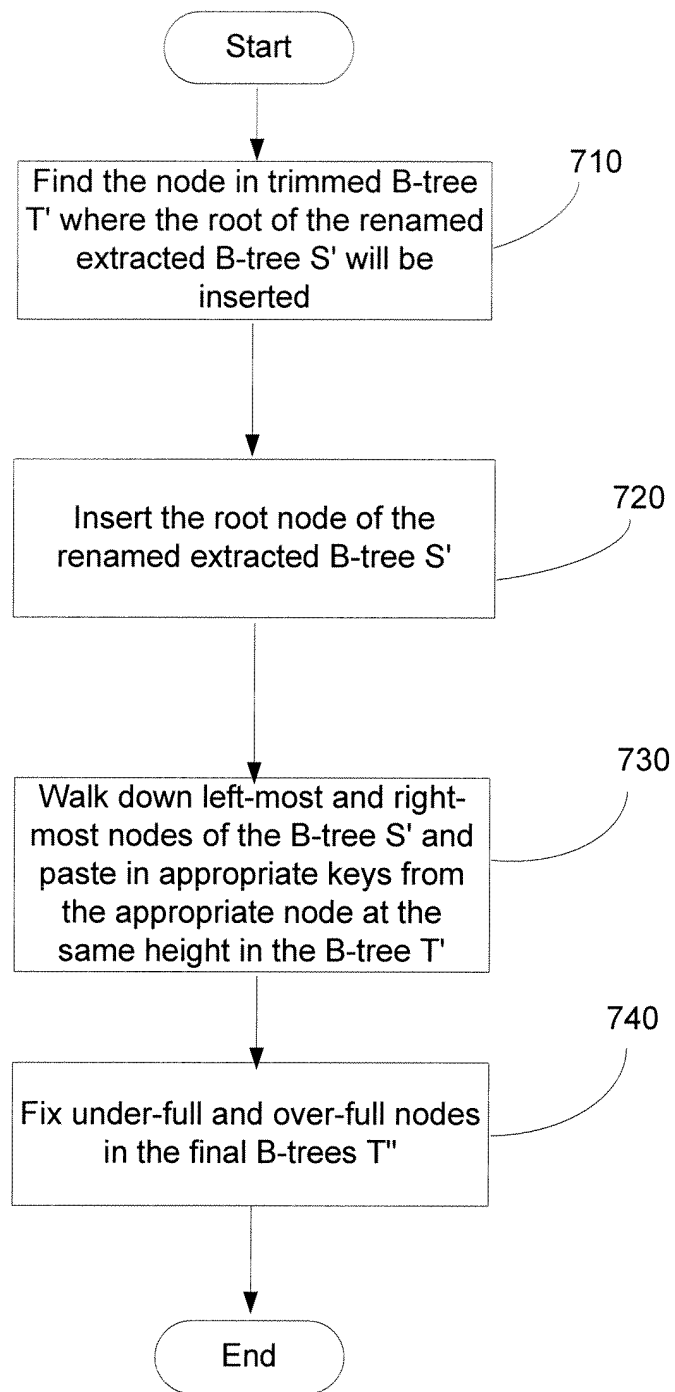 Start
710
Find the node in trimmed B-tree
T' where the root of the renamed
extracted B-tree S' will be
inserted
720
Insert the root node of the
renamed extracted B-tree S'
730
Walk down left-most and right-
most nodes of the B-tree S' and
paste in appropriate keys from
the appropriate node at the
same height in the B-tree T'
740
Fix under-full and over-full nodes
in the final B-trees T"
End